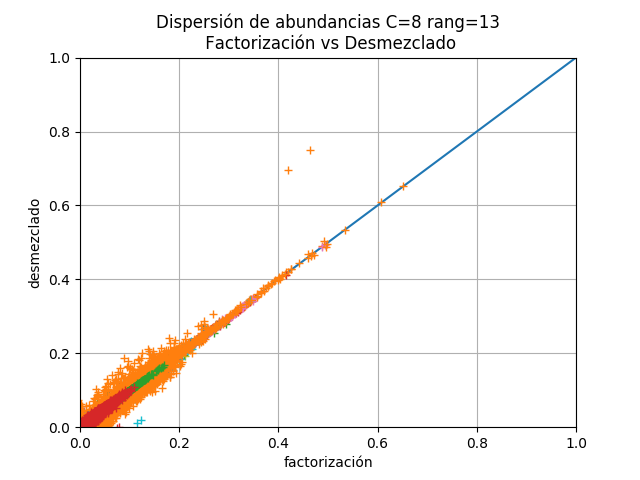 Dispersión de abundancias C=8 rang=13
Factorización vs Desmezclado
1.0
0.8
0.6
0.4
0.2
0.0
desmezclado
0.0 0.2 0.4 0.6 0.8 1.0
factorización